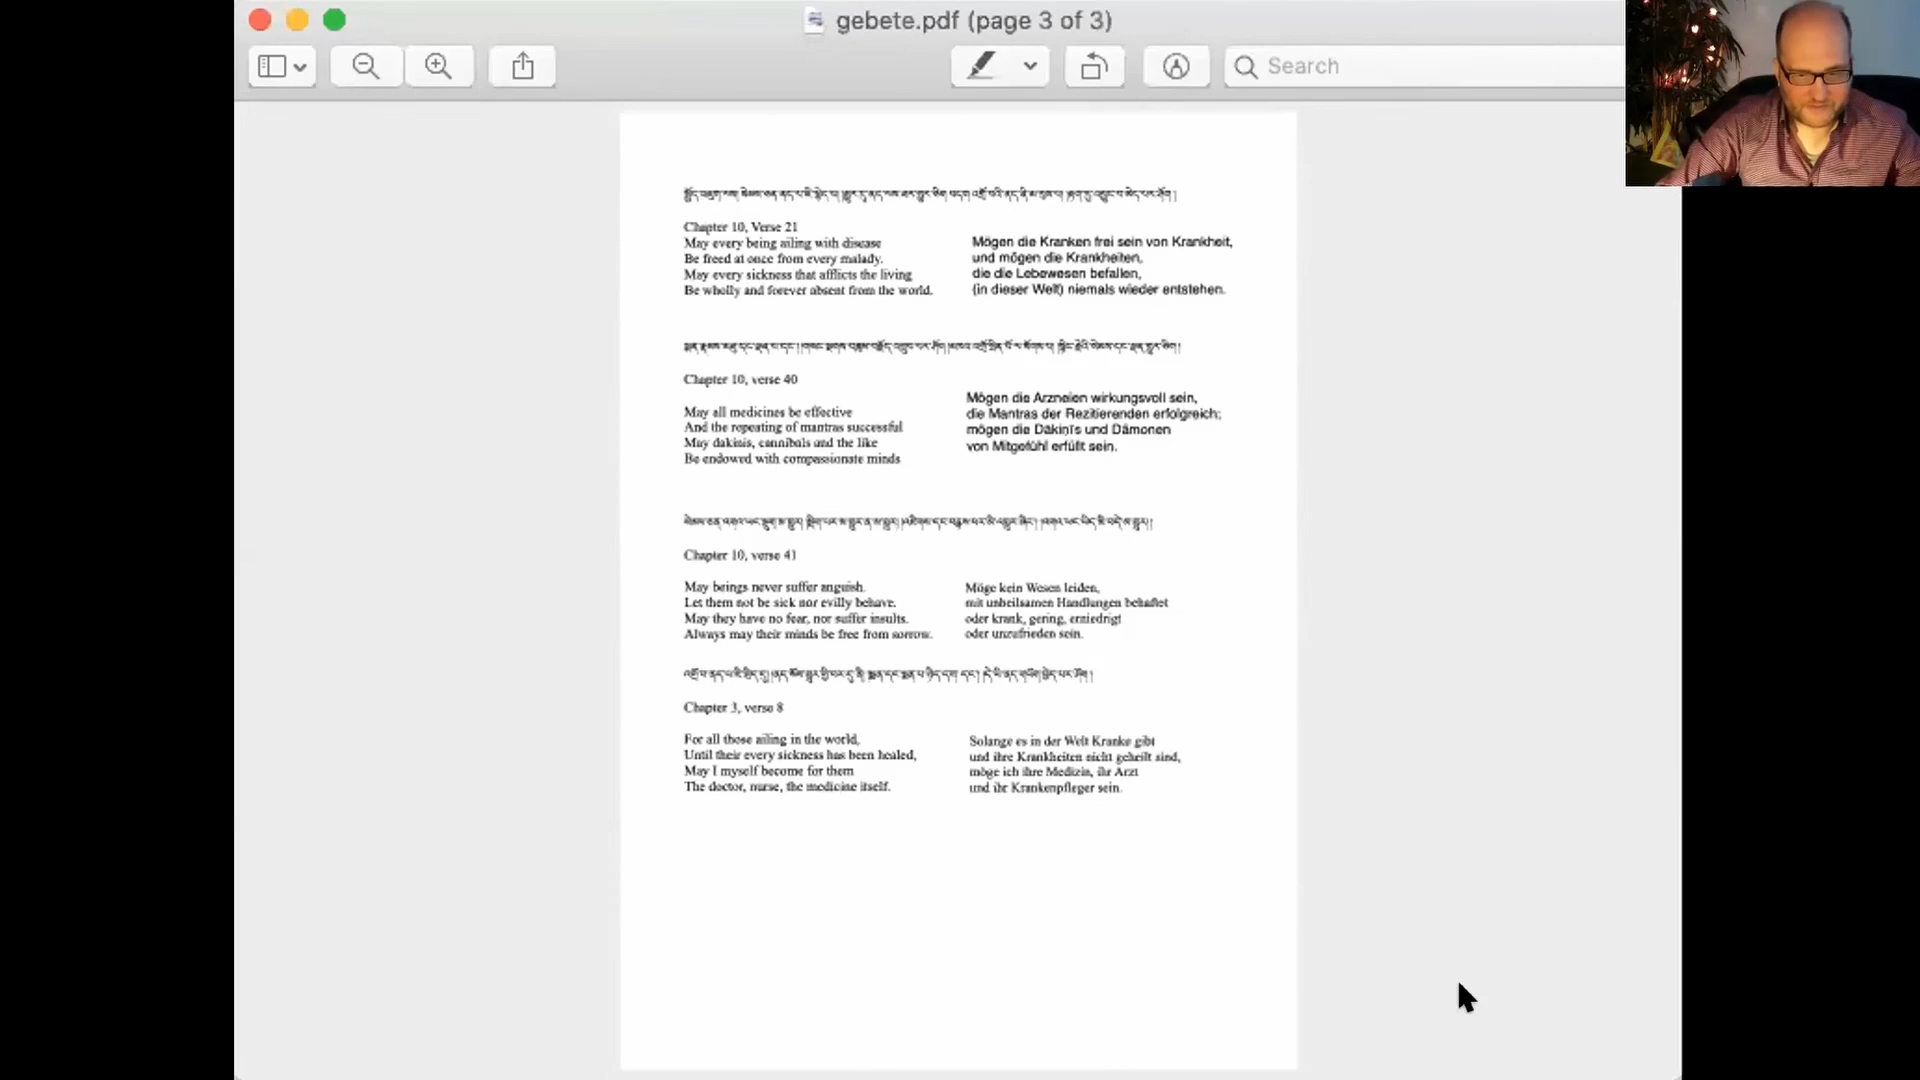 gebete.pdf (page 3 of 3)
Search
Chapter 10, Verse 21
May every being ailing with disease
Be freed at once from every malady.
May every sickness that afflicts the living
Be wholly and forever absent from the world.
Mögen die Kranken frei sein von Krankheit,
und mögen die Krankheiten,
die die Lebewesen befallen,
(in dieser Welt) niemals wieder entstehen.
Chapter 10, verse 40
May all medicines be effective
And the repeating of mantras successful
May dakinis, cannibals and the like
Be endowed with compassionate minds
Mögen die Arzneien wirkungsvoll sein,
die Mantras der Rezitierenden erfolgreich;
mögen die Ḍākiṇīs und Dämonen
von Mitgefühl erfüllt sein.
Chapter 10, verse 41
May beings never suffer anguish.
Let them not be sick nor evilly behave.
May they have no fear, nor suffer insults.
Always may their minds be free from sorrow.
Möge kein Wesen leiden,
mit unheilsamen Handlungen behaftet
oder krank, gering, erniedrigt
oder unzufrieden sein.
Chapter 3, verse 8
For all those ailing in the world,
Until their every sickness has been healed,
May I myself become for them
The doctor, nurse, the medicine itself.
Solange es in der Welt Kranke gibt
und ihre Krankheiten nicht geheilt sind,
möge ich ihre Medizin, ihr Arzt
und ihr Krankenpfleger sein.